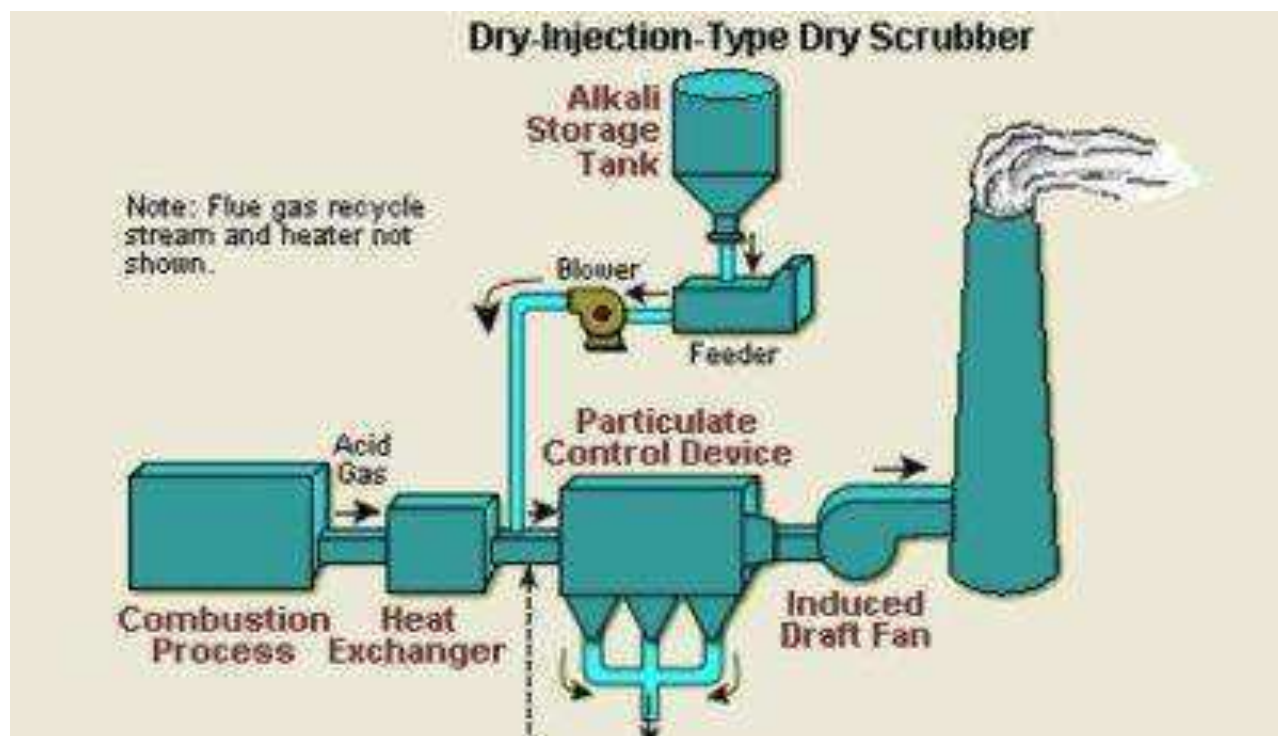 Dry-Injection-Type Dry Scrubber
Alkali
Storage
Tank
Note: Flue gas recycle
stream and heater not
shown.
Blower
Feeder
Particulate
Control Device
Acid
Gas
Combustion
Process
Heat
Exchanger
Induced
Draft Fan